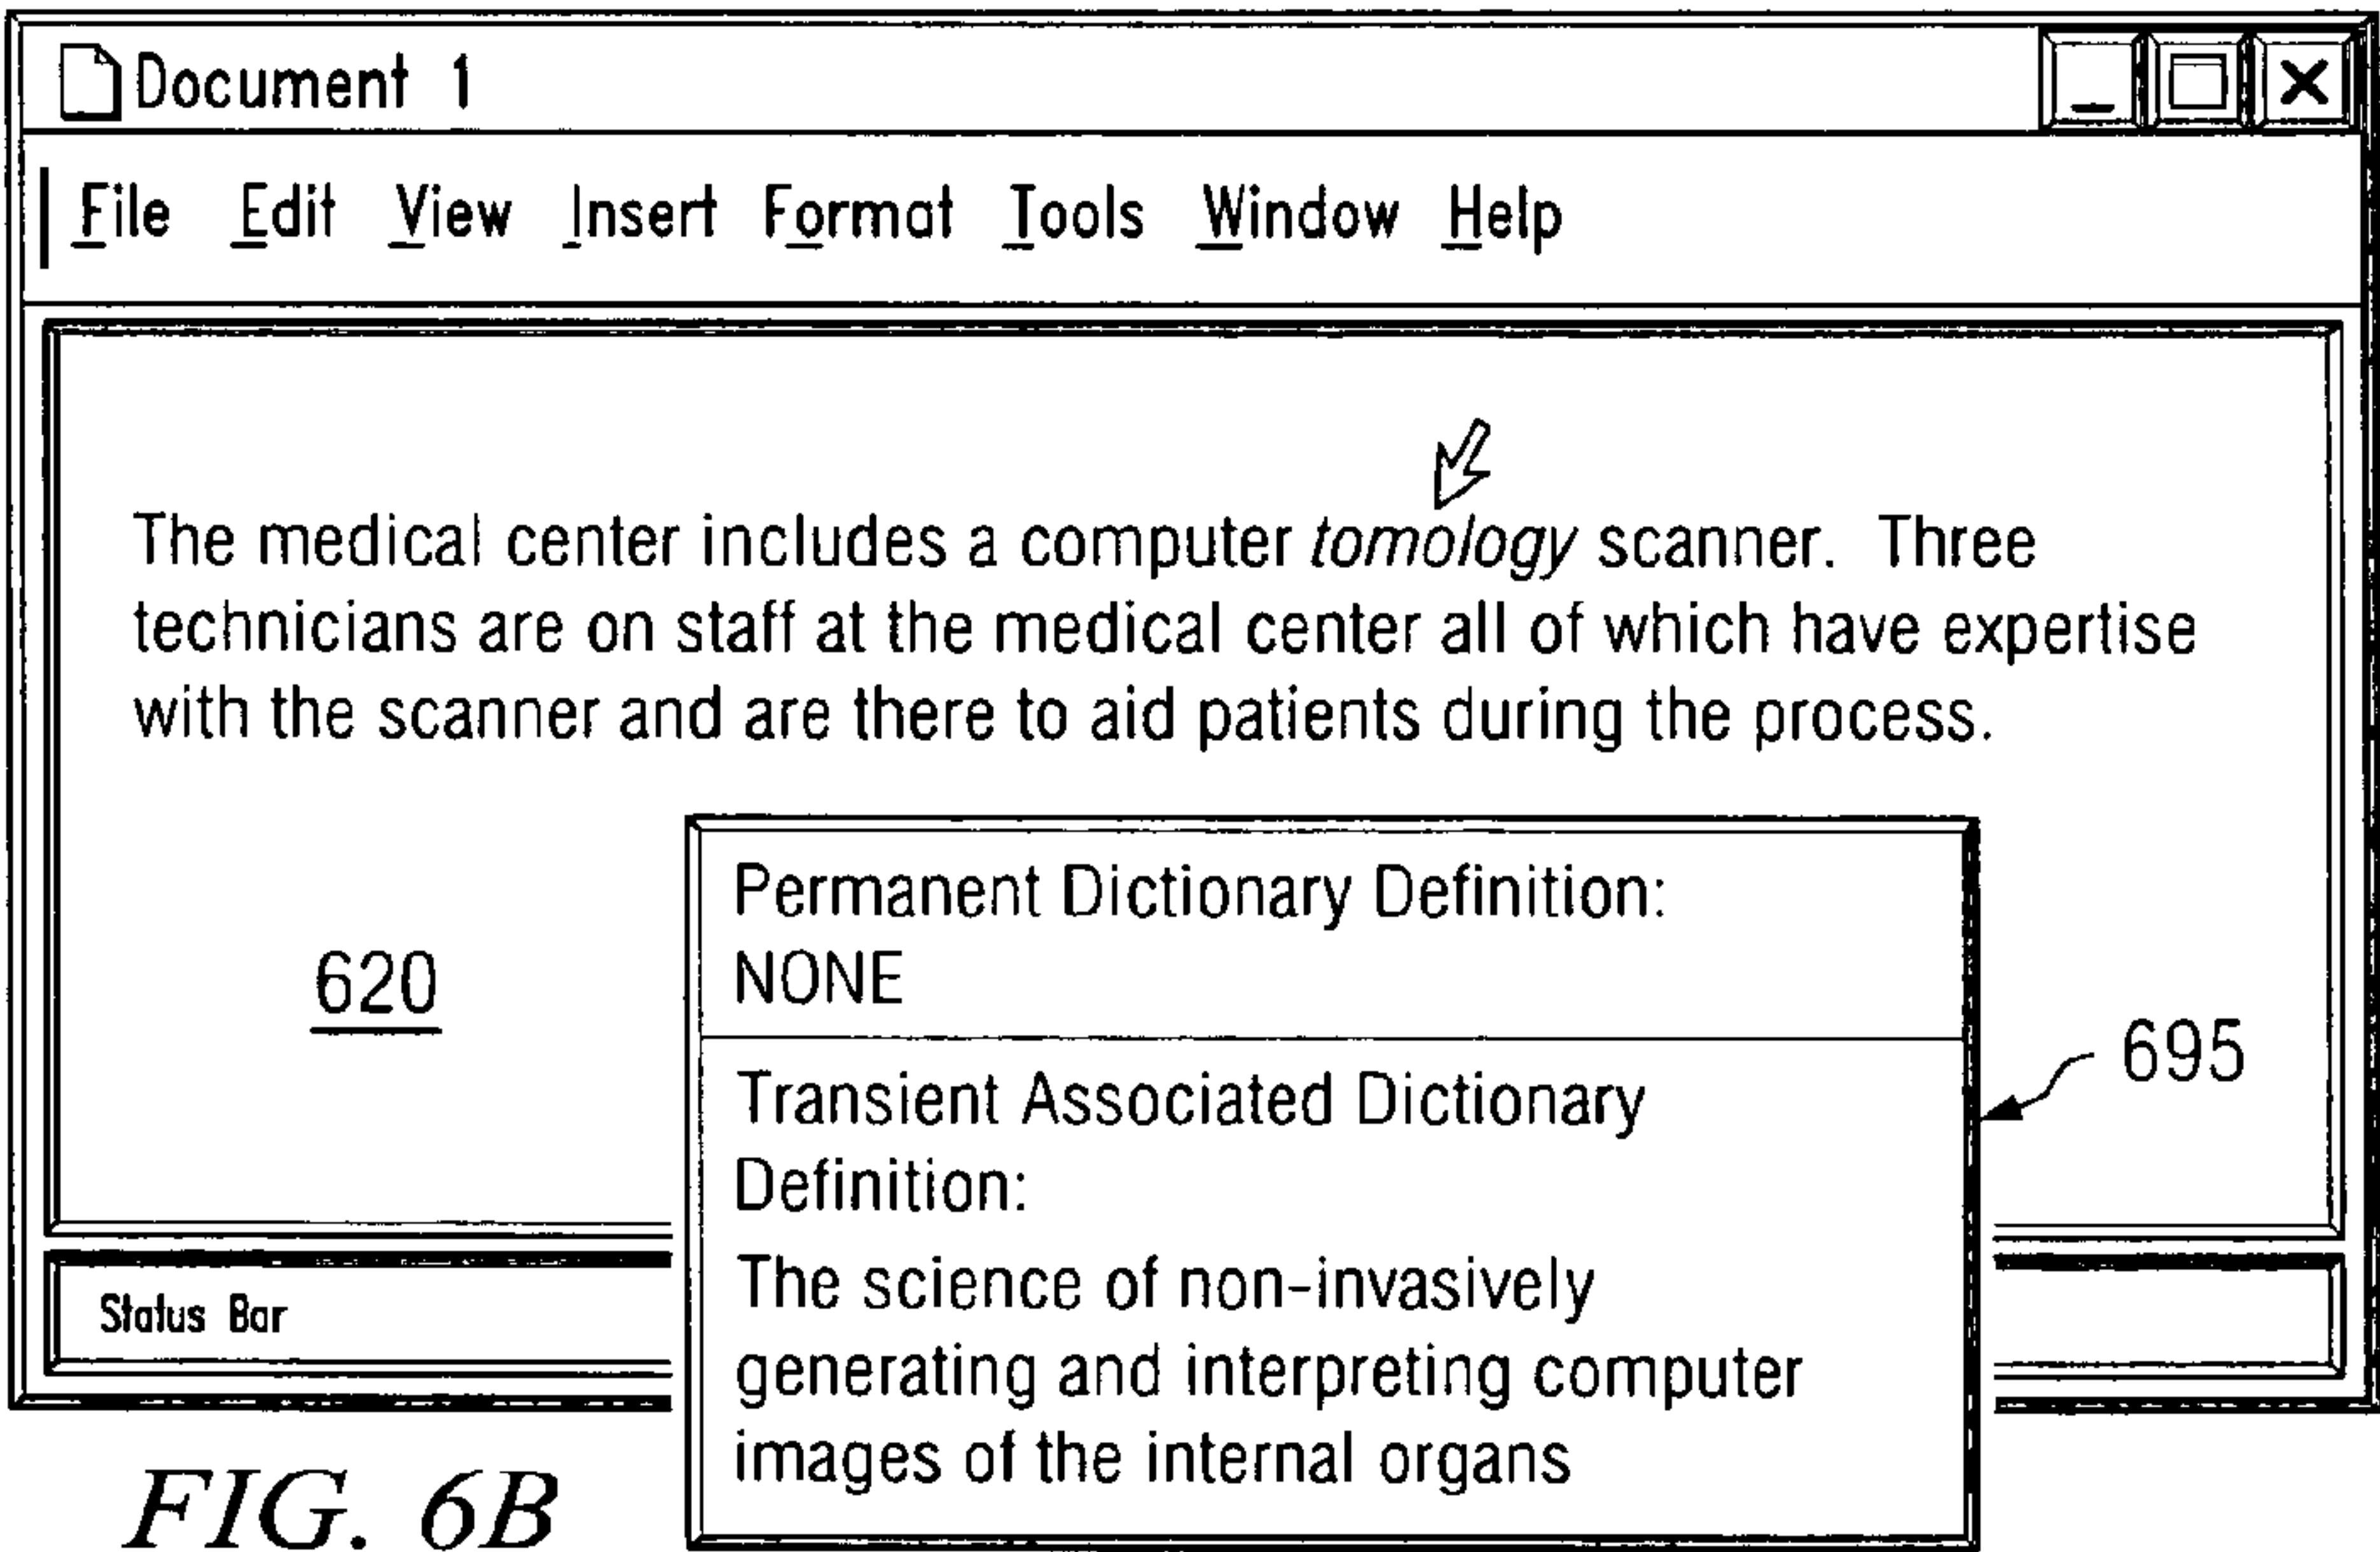 Document 1
File Edit View Insert Format Tools Window Help
The medical center includes a computer tomology scanner. Three
technicians are on staff at the medical center all of which have expertise
with the scanner and are there to aid patients during the process.
620
Permanent Dictionary Definition:
NONE
695
Transient Associated Dictionary
Definition:
The science of non-invasively
generating and interpreting computer
images of the internal organs
Status Bar
FIG. 6B